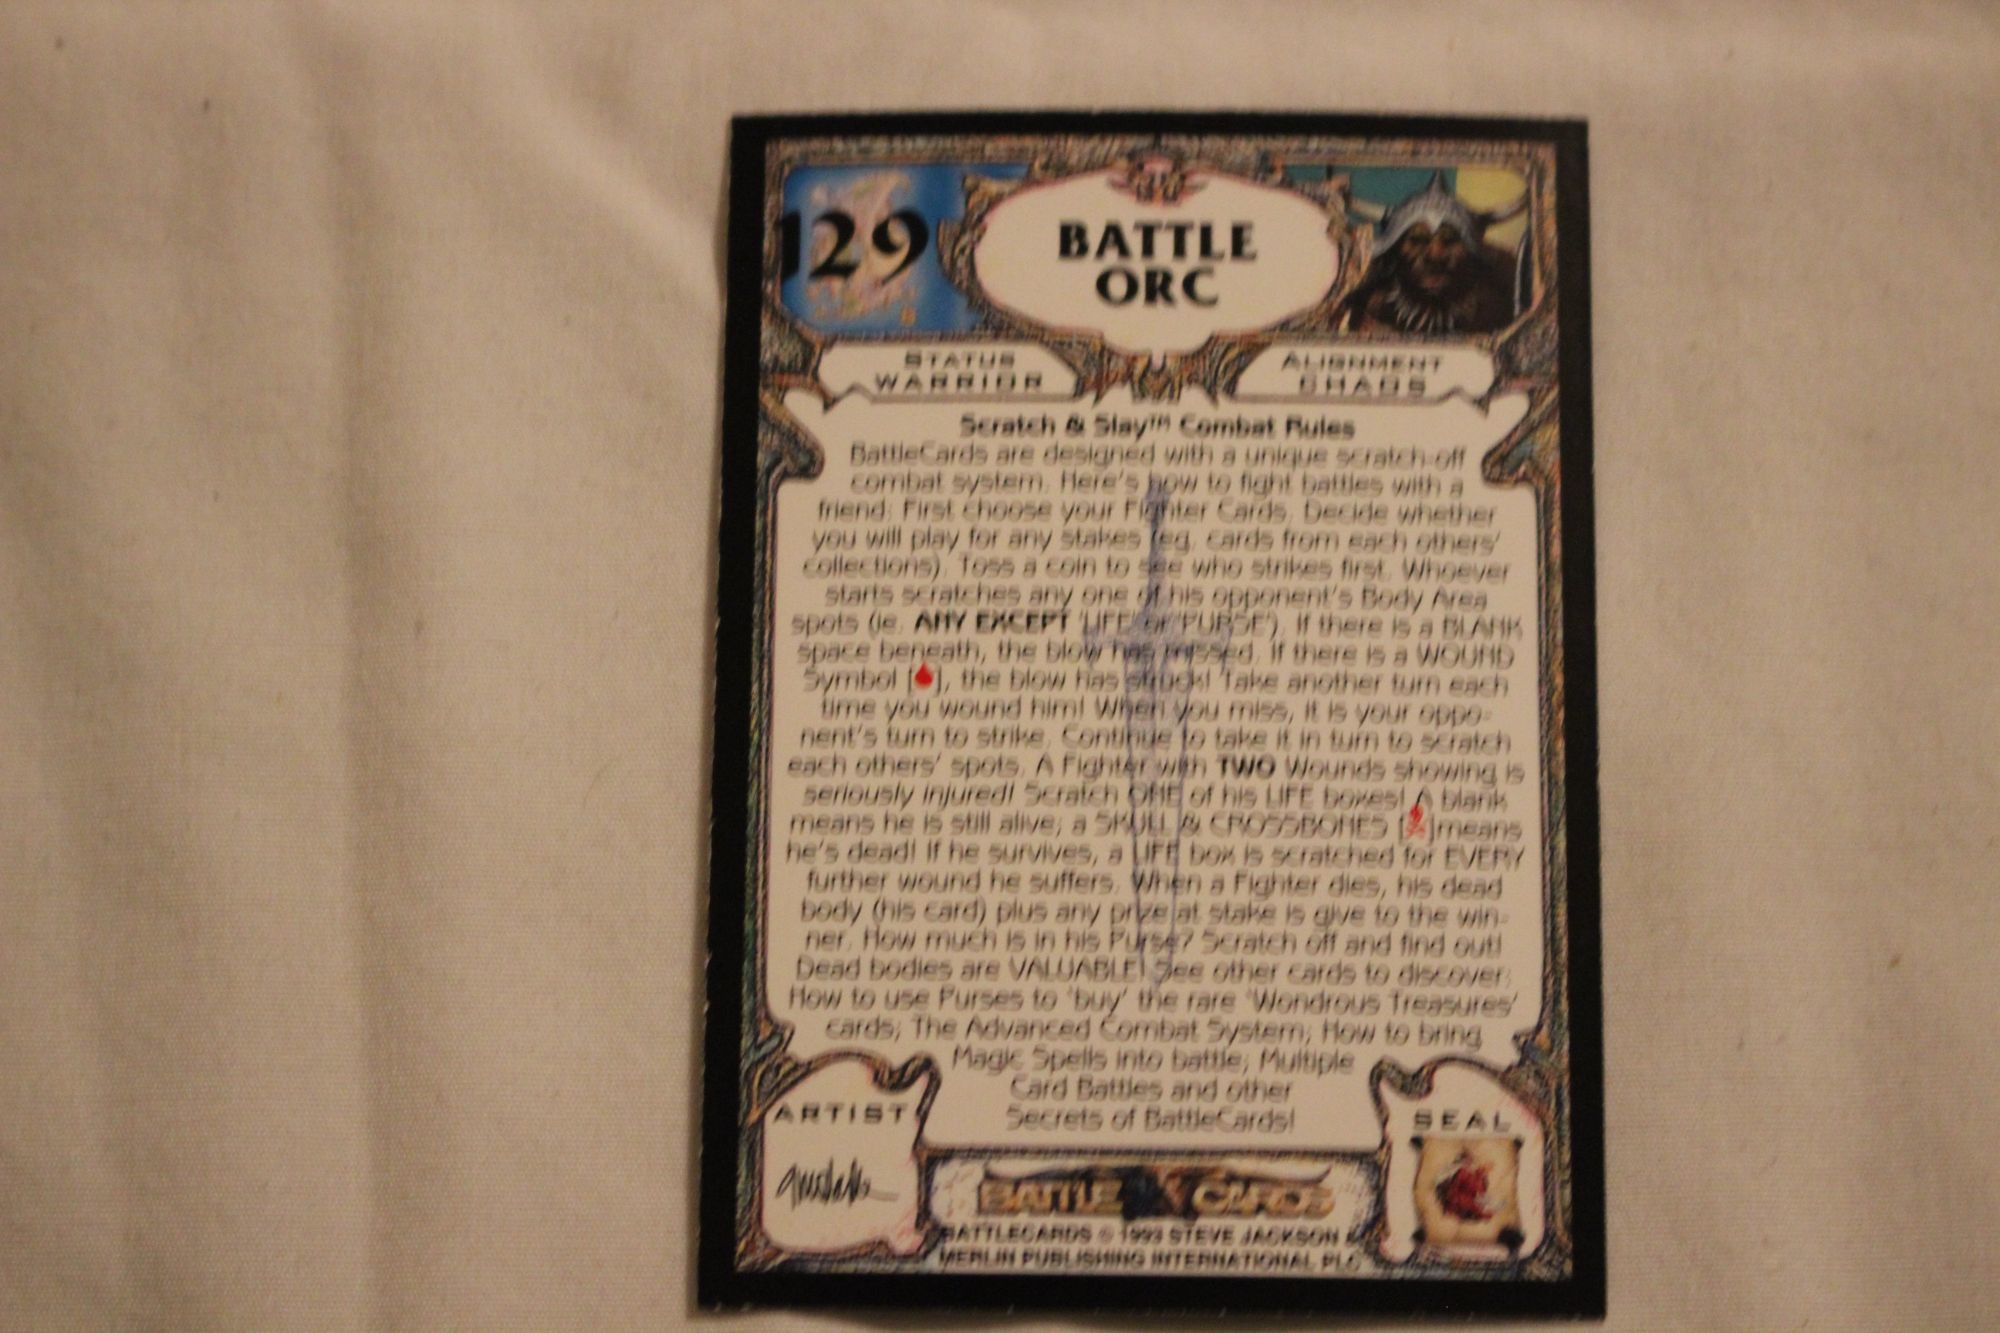 129
BATTLE
ORC
STATUS
WARRIOR
ALIGNMENT
CHAOS
Scratch & Slay™ Combat Rules
BattleCards are designed with a unique scratch-off
combat system. Here's how to fight battles with a
friend: First choose your Fighter Cards. Decide whether
you will play for any stakes (eg. cards from each others'
collections). Toss a coin to see who strikes first. Whoever
starts scratches any one of his opponent's Body Area
spots (ie. ANY EXCEPT 'LIFE' or 'PURSE'). If there is a BLANK
space beneath, the blow has missed. If there is a WOUND
Symbol [ ], the blow has struck! Take another turn each
time you wound him! When you miss, it is your oppo-
nent's turn to strike. Continue to take it in turn to scratch
each others' spots. A Fighter with TWO Wounds showing is
seriously injured! Scratch ONE of his LIFE boxes! A blank
means he is still alive; a SKULL & CROSSBONES [ ] means
he's dead! If he survives, a LIFE box is scratched for EVERY
further wound he suffers. When a Fighter dies, his dead
body (his card) plus any prize at stake is give to the win-
ner. How much is in his Purse? Scratch off and find out!
Dead bodies are VALUABLE! See other cards to discover:
How to use Purses to 'buy' the rare 'Wondrous Treasures'
cards; The Advanced Combat System; How to bring
Magic Spells into battle; Multiple
Card Battles and other
Secrets of BattleCards!
ARTIST
SEAL
BATTLE CARDS
BATTLECARDS © 1993 STEVE JACKSON &
MERLIN PUBLISHING INTERNATIONAL PLC